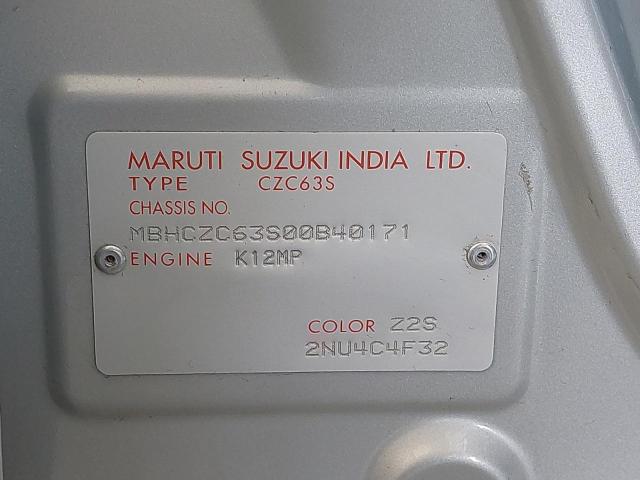 MARUTI SUZUKI INDIA LTD.
TYPE CZC63S
CHASSIS NO.
MBHCZC63S00B40171
ENGINE K12MP
COLOR Z2S
2NU4C4F32